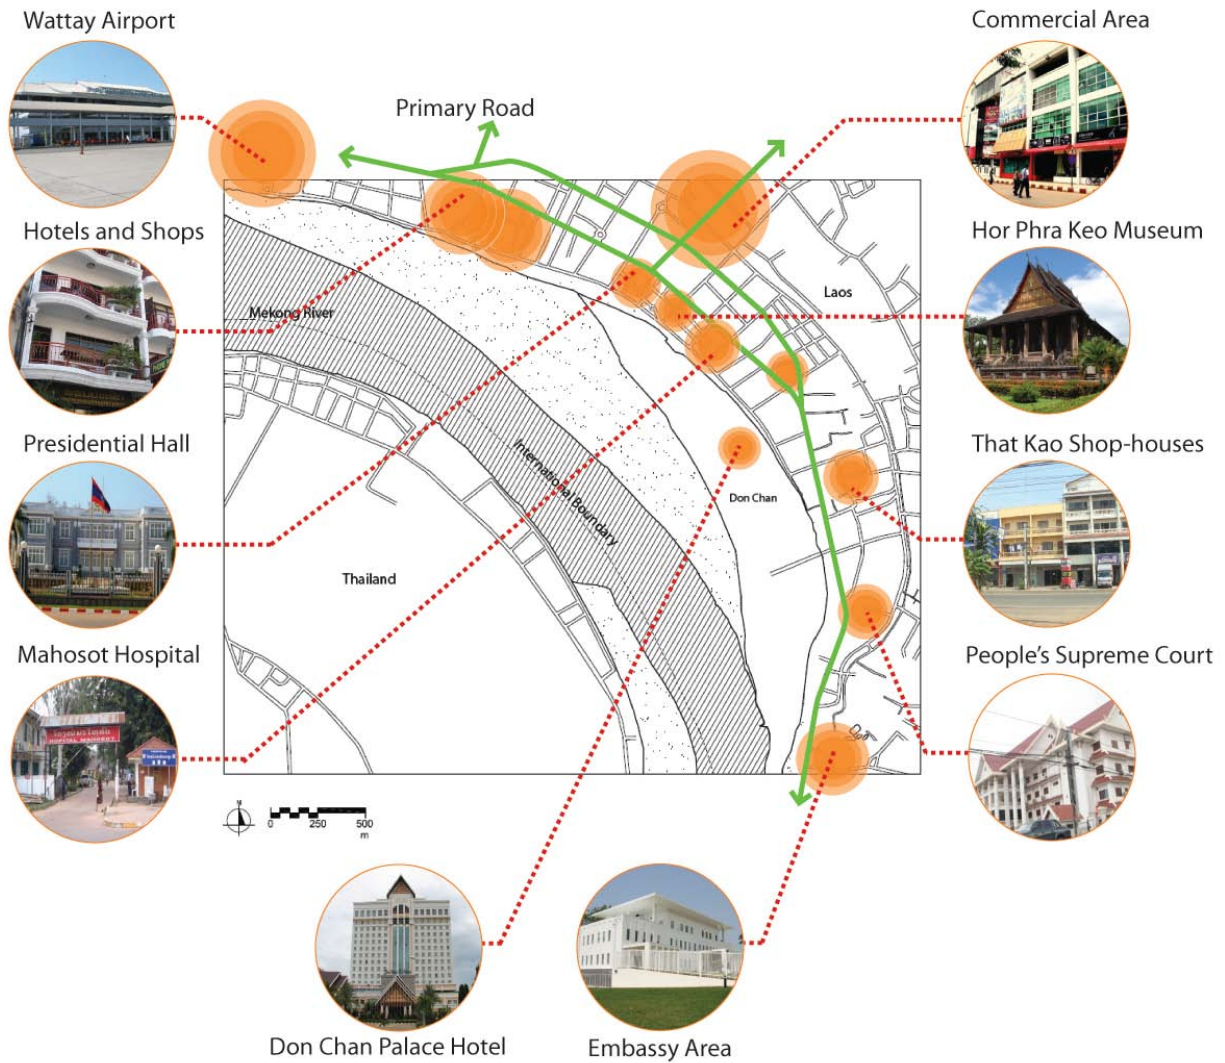 Wattay Airport
Commercial Area
Primary Road
Hotels and Shops
Hor Phra Keo Museum
Laos
Mekong River
Presidential Hall
That Kao Shop-houses
International Boundary
Don Chan
Thailand
Mahosot Hospital
People's Supreme Court
HOPITAL MAHOSOT
N
0 250 500
m
Don Chan Palace Hotel
Embassy Area